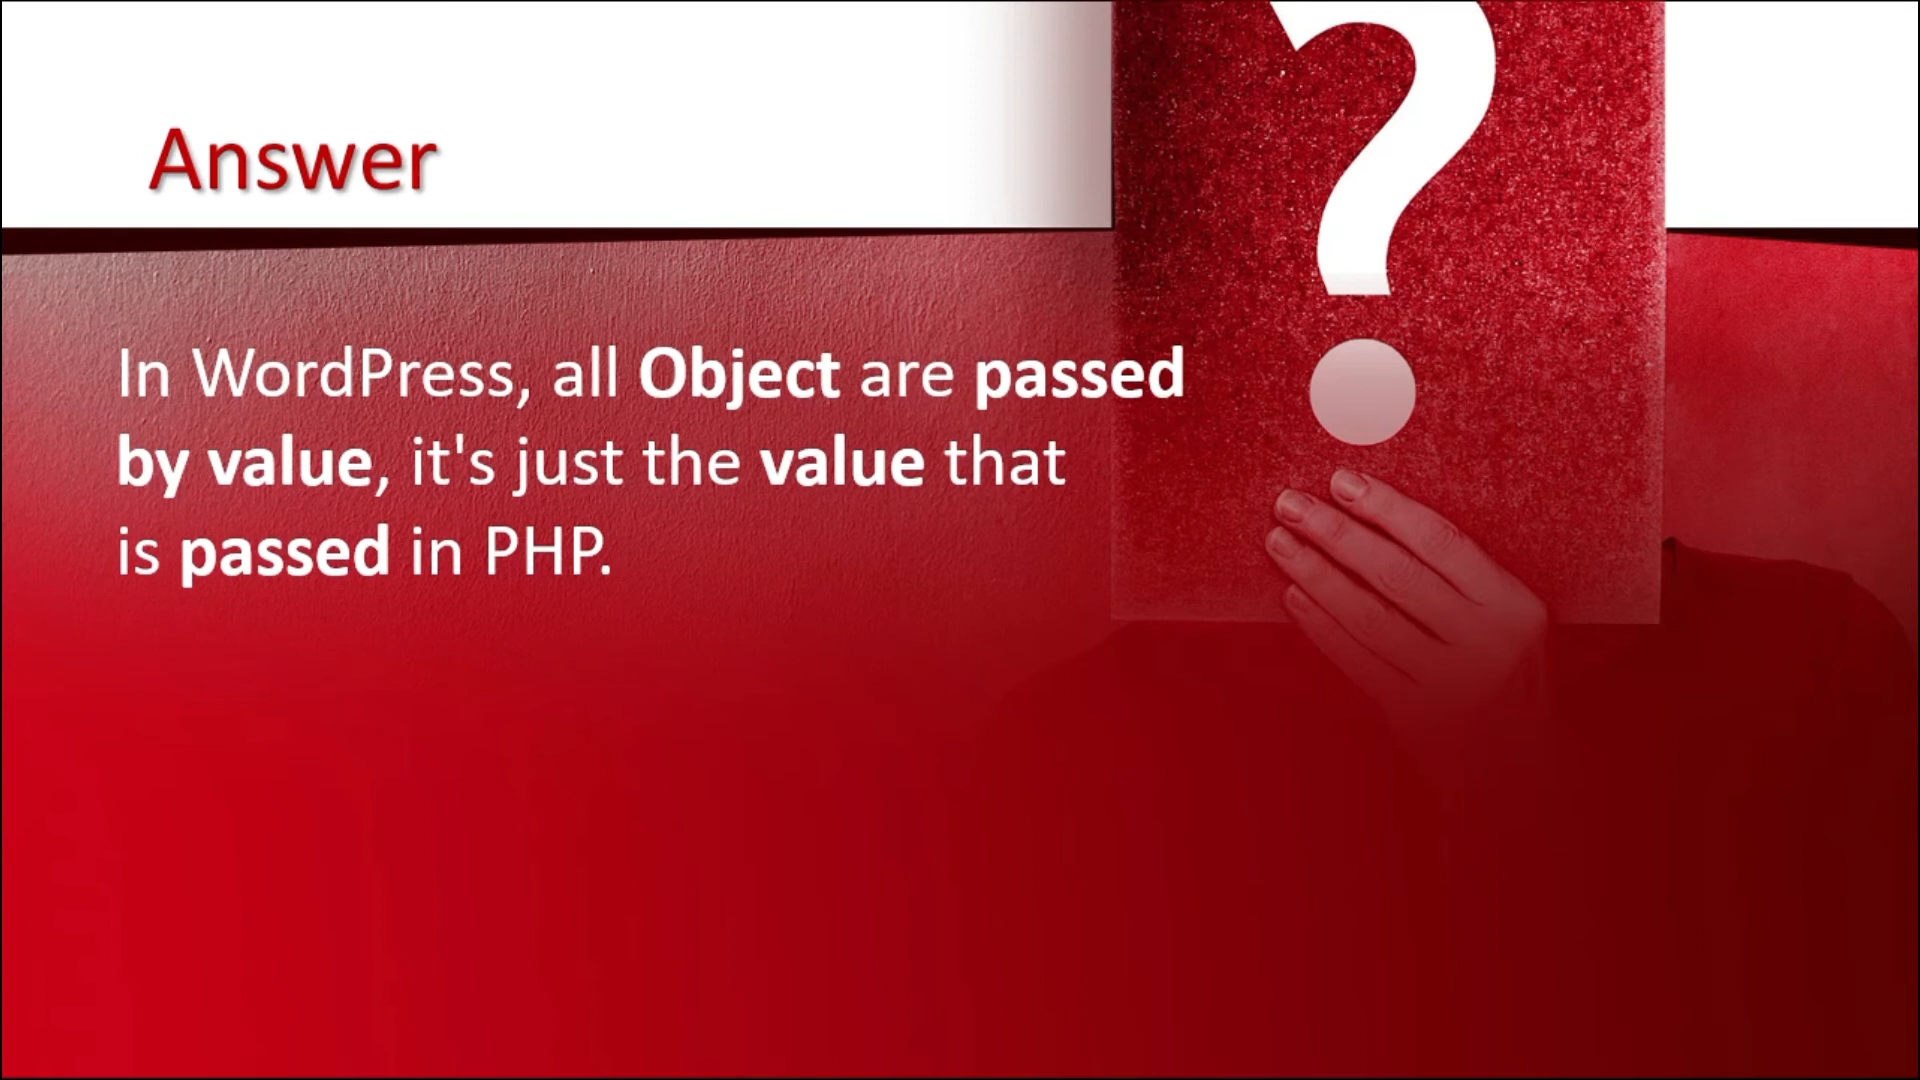 Answer
In WordPress, all Object are passed
by value, it's just the value that
is passed in PHP.
?